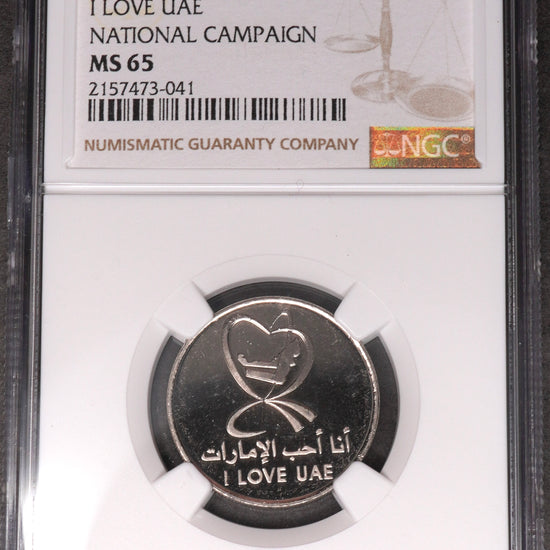 I LOVE UAE
NATIONAL CAMPAIGN
MS 65
2157473-041
NUMISMATIC GUARANTY COMPANY
NGC®
أنا أحب الإمارات
I LOVE UAE